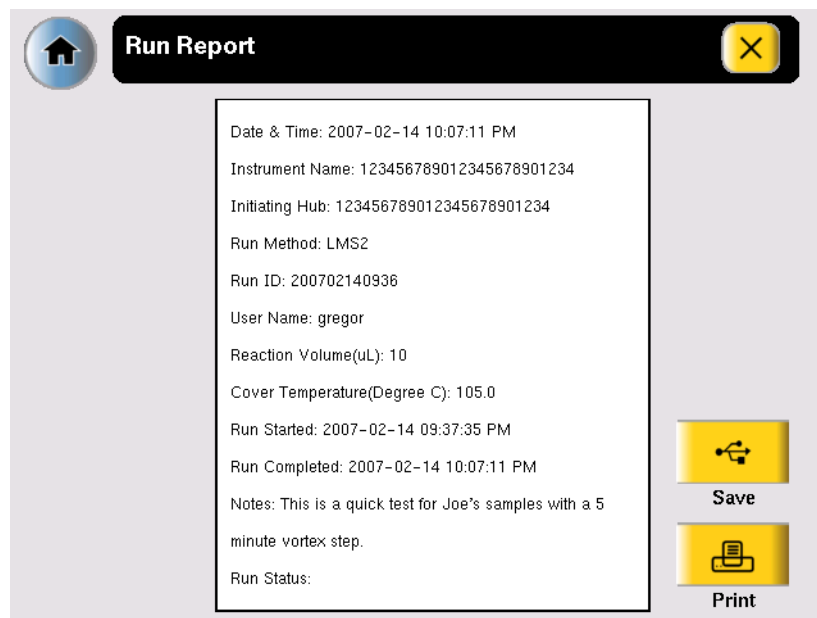 Run Report
Date & Time: 2007-02-14 10:07:11 PM
Instrument Name: 123456789012345678901234
Initiating Hub: 123456789012345678901234
Run Method: LMS2
Run ID: 200702140936
User Name: gregor
Reaction Volume(uL): 10
Cover Temperature(Degree C): 105.0
Run Started: 2007-02-14 09:37:35 PM
Run Completed: 2007-02-14 10:07:11 PM
Notes: This is a quick test for Joe's samples with a 5
minute vortex step.
Run Status:
Save
Print